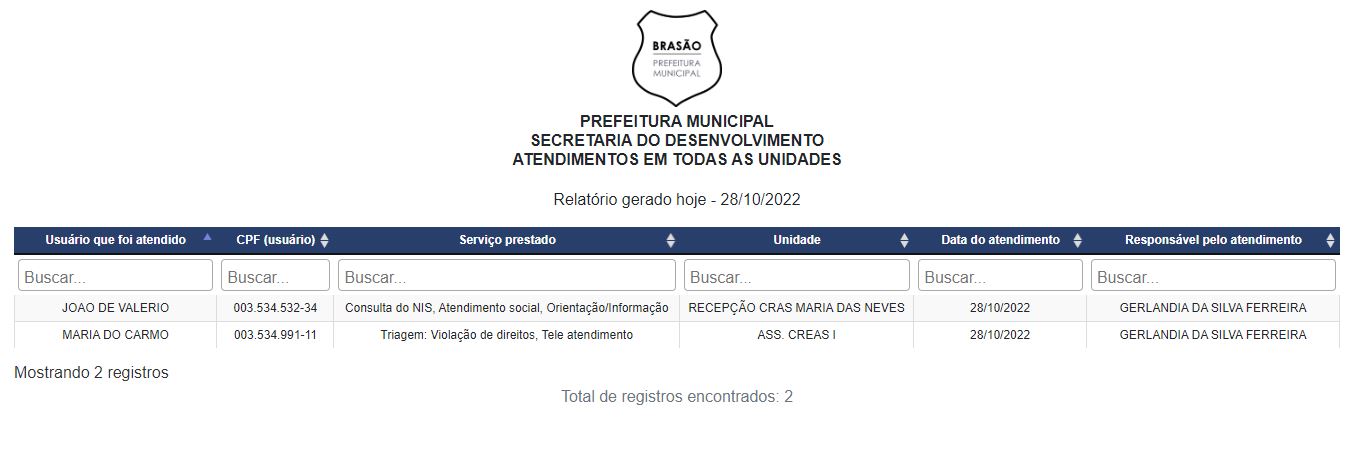 BRASÃO
PREFEITURA
MUNICIPAL
PREFEITURA MUNICIPAL
SECRETARIA DO DESENVOLVIMENTO
ATENDIMENTOS EM TODAS AS UNIDADES
Relatório gerado hoje - 28/10/2022
Usuário que foi atendido CPF (usuário) Serviço prestado Unidade Data do atendimento Responsável pelo atendimento
Buscar... Buscar... Buscar... Buscar... Buscar... Buscar...
JOAO DE VALERIO 003.534.532-34 Consulta do NIS, Atendimento social, Orientação/Informação RECEPÇÃO CRAS MARIA DAS NEVES 28/10/2022 GERLANDIA DA SILVA FERREIRA
MARIA DO CARMO 003.534.991-11 Triagem: Violação de direitos, Tele atendimento ASS. CREAS I 28/10/2022 GERLANDIA DA SILVA FERREIRA
Mostrando 2 registros
Total de registros encontrados: 2